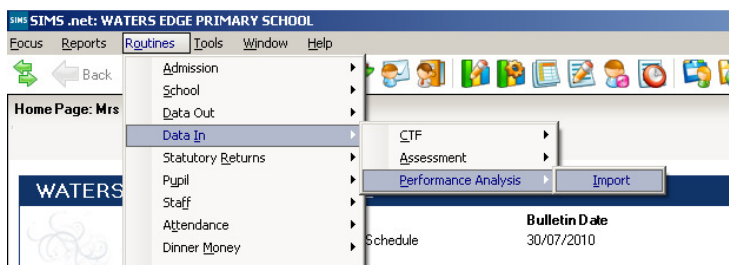 SIMS SIMS .net: WATERS EDGE PRIMARY SCHOOL
Focus Reports Routines Tools Window Help
Back
Admission
School
Home Page: Mrs
Data Out
Data In
CTF
Statutory Returns
Assessment
Pupil
Performance Analysis
Import
WATERS
Staff
Attendance
Bulletin Date
Dinner Money
Schedule
30/07/2010